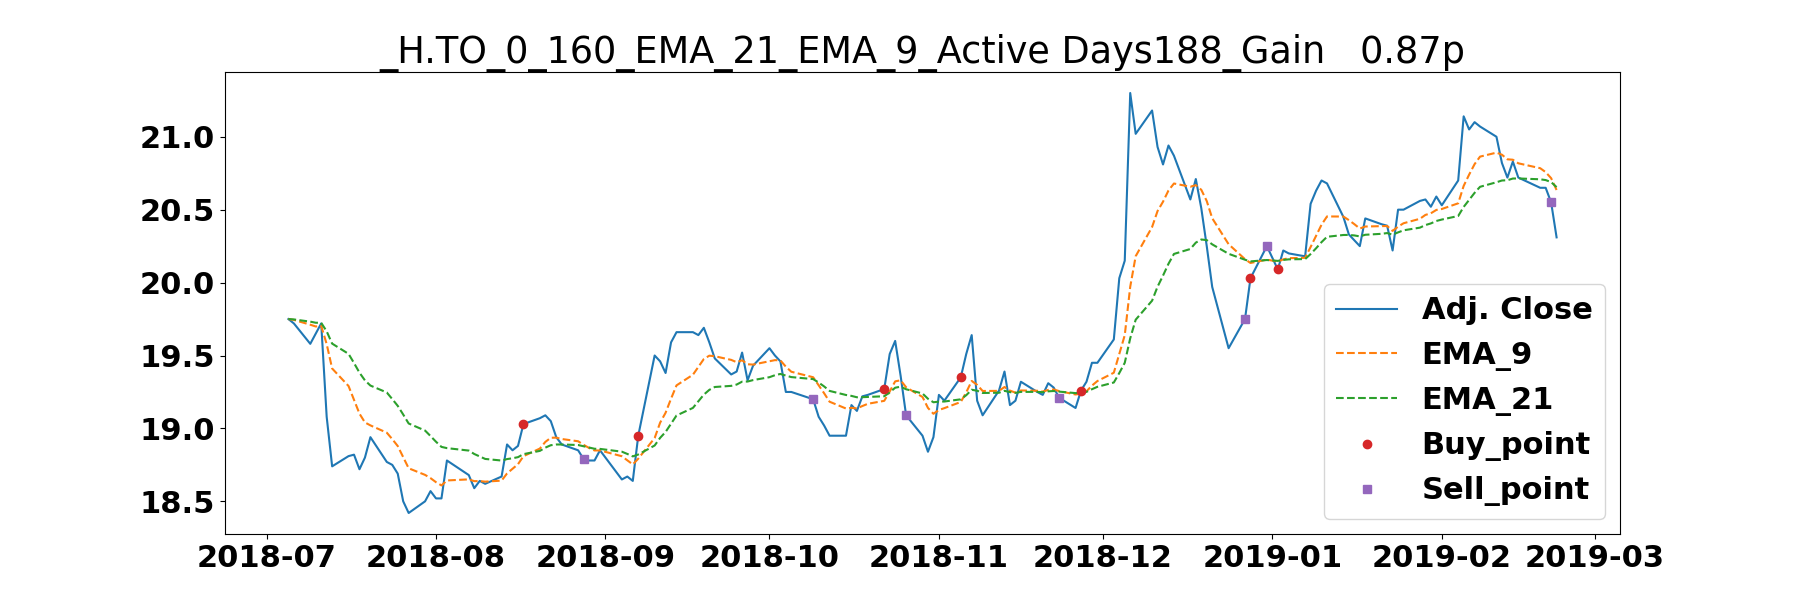 _H.TO_0_160_EMA_21_EMA_9_Active Days188_Gain   0.87p
21.0
20.5
20.0
19.5
19.0
18.5
Adj. Close
EMA_9
EMA_21
Buy_point
Sell_point
2018-07 2018-08 2018-09 2018-10 2018-11 2018-12 2019-01 2019-02 2019-03